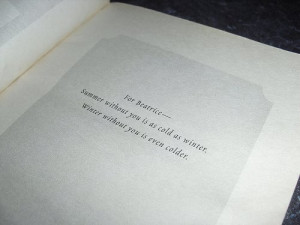 For Beatrice—
Summer without you is as cold as winter.
Winter without you is even colder.